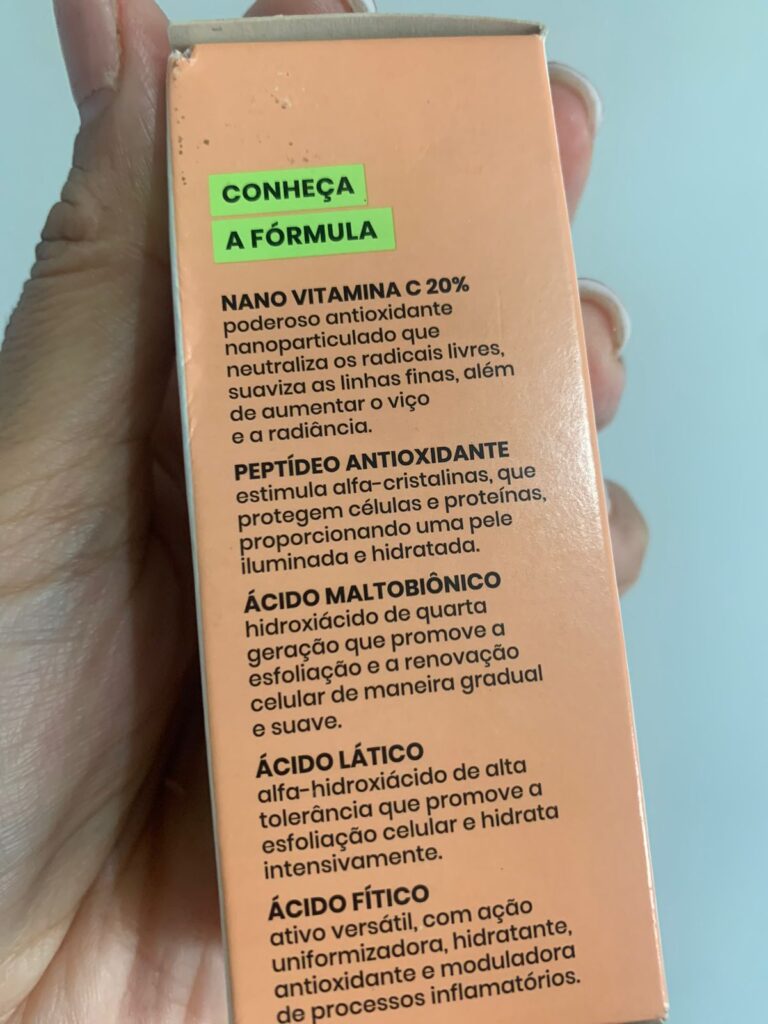 CONHEÇA
A FÓRMULA
NANO VITAMINA C 20%
poderoso antioxidante
nanoparticulado que
neutraliza os radicais livres,
suaviza as linhas finas, além
de aumentar o viço
e a radiância.
PEPTÍDEO ANTIOXIDANTE
estimula alfa-cristalinas, que
protegem células e proteínas,
proporcionando uma pele
iluminada e hidratada.
ÁCIDO MALTOBIÔNICO
hidroxiácido de quarta
geração que promove a
esfoliação e a renovação
celular de maneira gradual
e suave.
ÁCIDO LÁTICO
alfa-hidroxiácido de alta
tolerância que promove a
esfoliação celular e hidrata
intensivamente.
ÁCIDO FÍTICO
ativo versátil, com ação
uniformizadora, hidratante,
antioxidante e moduladora
de processos inflamatórios.